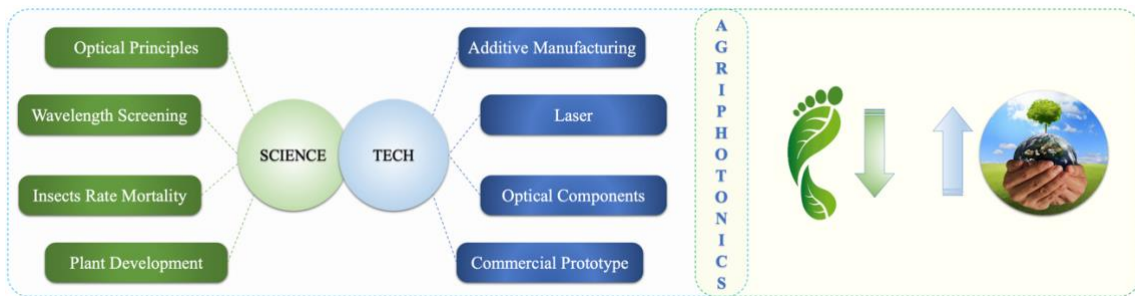 Optical Principles
Wavelength Screening
Insects Rate Mortality
Plant Development
SCIENCE
TECH
Additive Manufacturing
Laser
Optical Components
Commercial Prototype
AGRIPHOTONICS